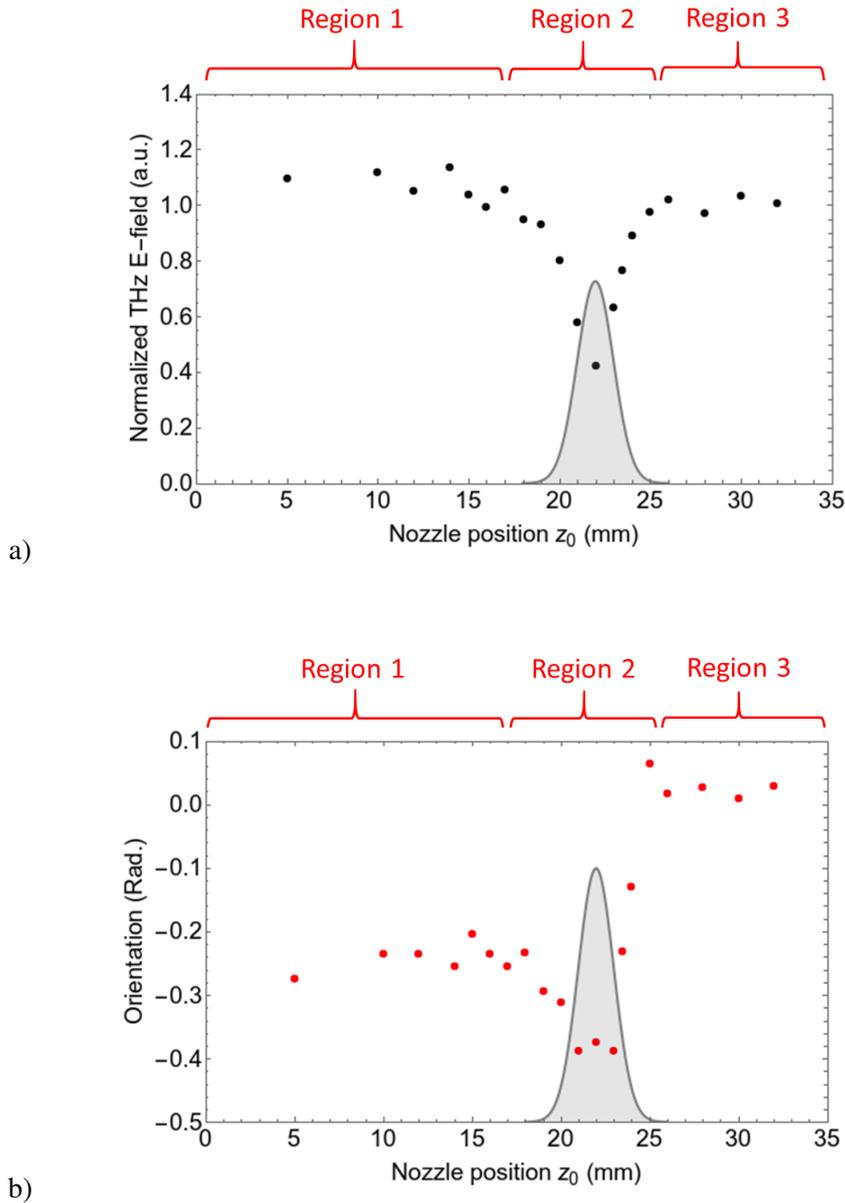 Region 1 Region 2 Region 3
1.4
1.2
1.0
0.8
0.6
0.4
0.2
0.0
Normalized THz E−field (a.u.)
0 5 10 15 20 25 30 35
Nozzle position z₀ (mm)
a)
Region 1 Region 2 Region 3
0.1
0.0
−0.1
−0.2
−0.3
−0.4
−0.5
Orientation (Rad.)
0 5 10 15 20 25 30 35
Nozzle position z₀ (mm)
b)